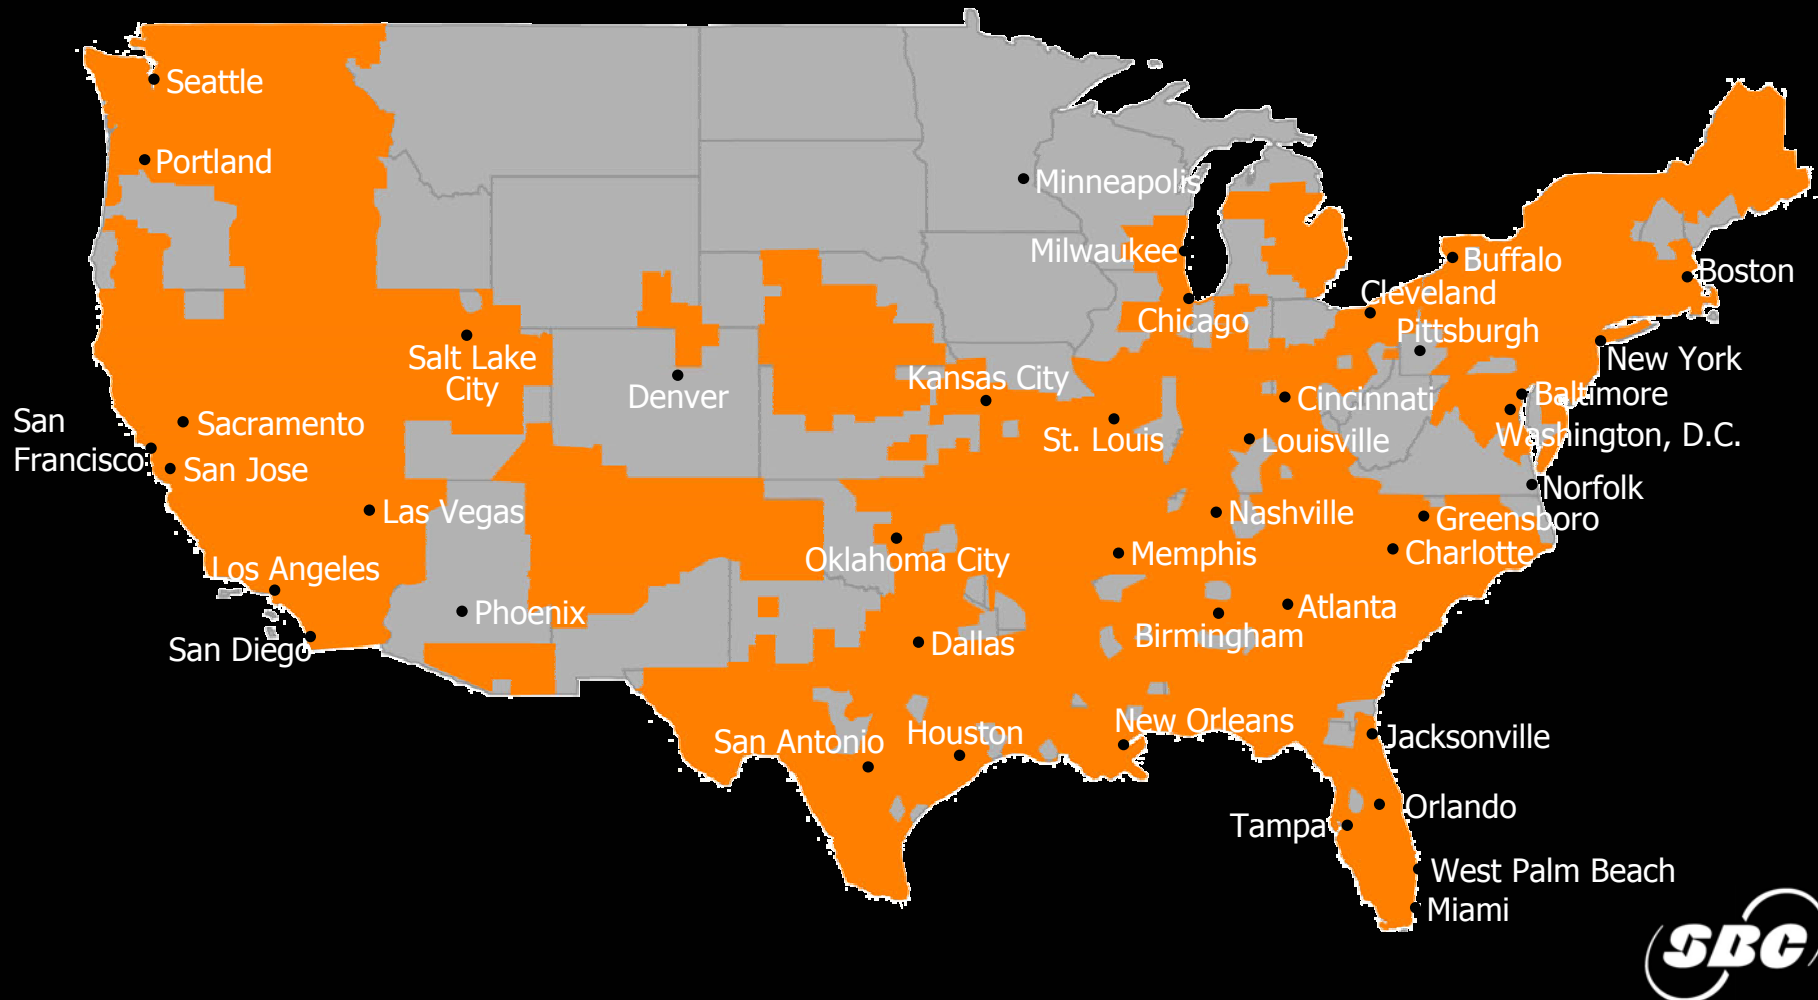 Seattle
Portland
Minneapolis
Milwaukee
Buffalo
Boston
Cleveland
Chicago
Pittsburgh
Salt Lake
City
New York
Kansas City
Denver
Cincinnati
Baltimore
San
Francisco
Sacramento
St. Louis
Louisville
Washington, D.C.
San Jose
Norfolk
Las Vegas
Nashville
Greensboro
Oklahoma City
Memphis
Charlotte
Los Angeles
Phoenix
Atlanta
Birmingham
Dallas
San Diego
New Orleans
San Antonio
Houston
Jacksonville
Orlando
Tampa
West Palm Beach
Miami
SBC